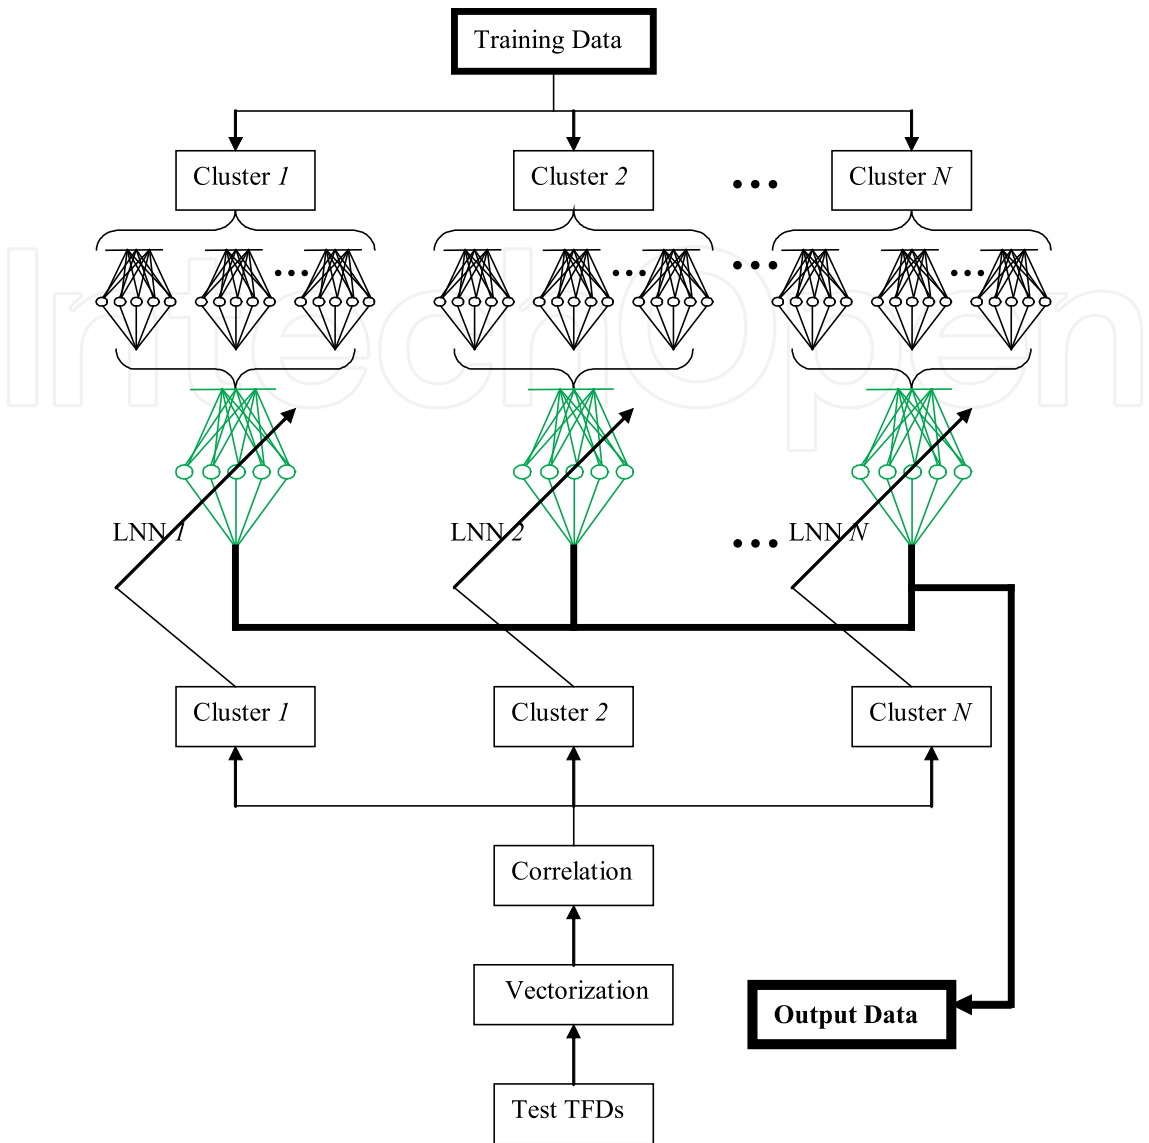 Training Data
Cluster 1
Cluster 2
Cluster N
IntechOpen
LNN 1
LNN 2
LNN N
Cluster 1
Cluster 2
Cluster N
Correlation
Vectorization
Output Data
Test TFDs